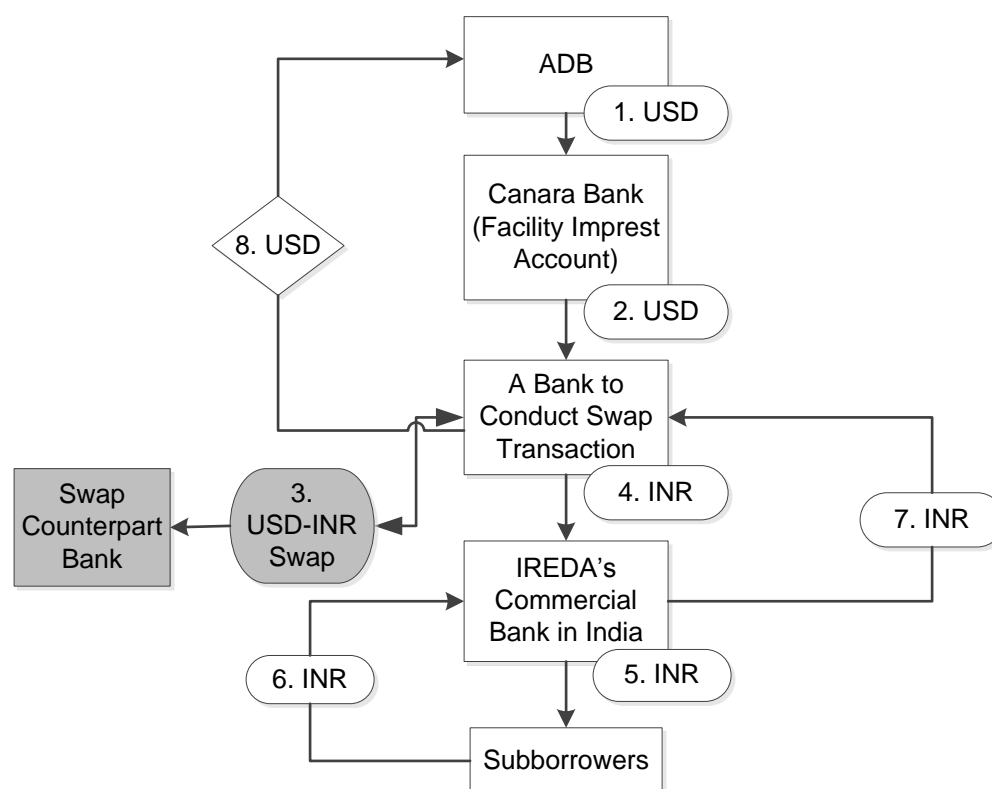 ADB
1. USD
Canara Bank
(Facility Imprest
Account)
8. USD
2. USD
A Bank to
Conduct Swap
Transaction
Swap
Counterpart
Bank
3.
USD-INR
Swap
4. INR
7. INR
IREDA’s
Commercial
Bank in India
6. INR
5. INR
Subborrowers